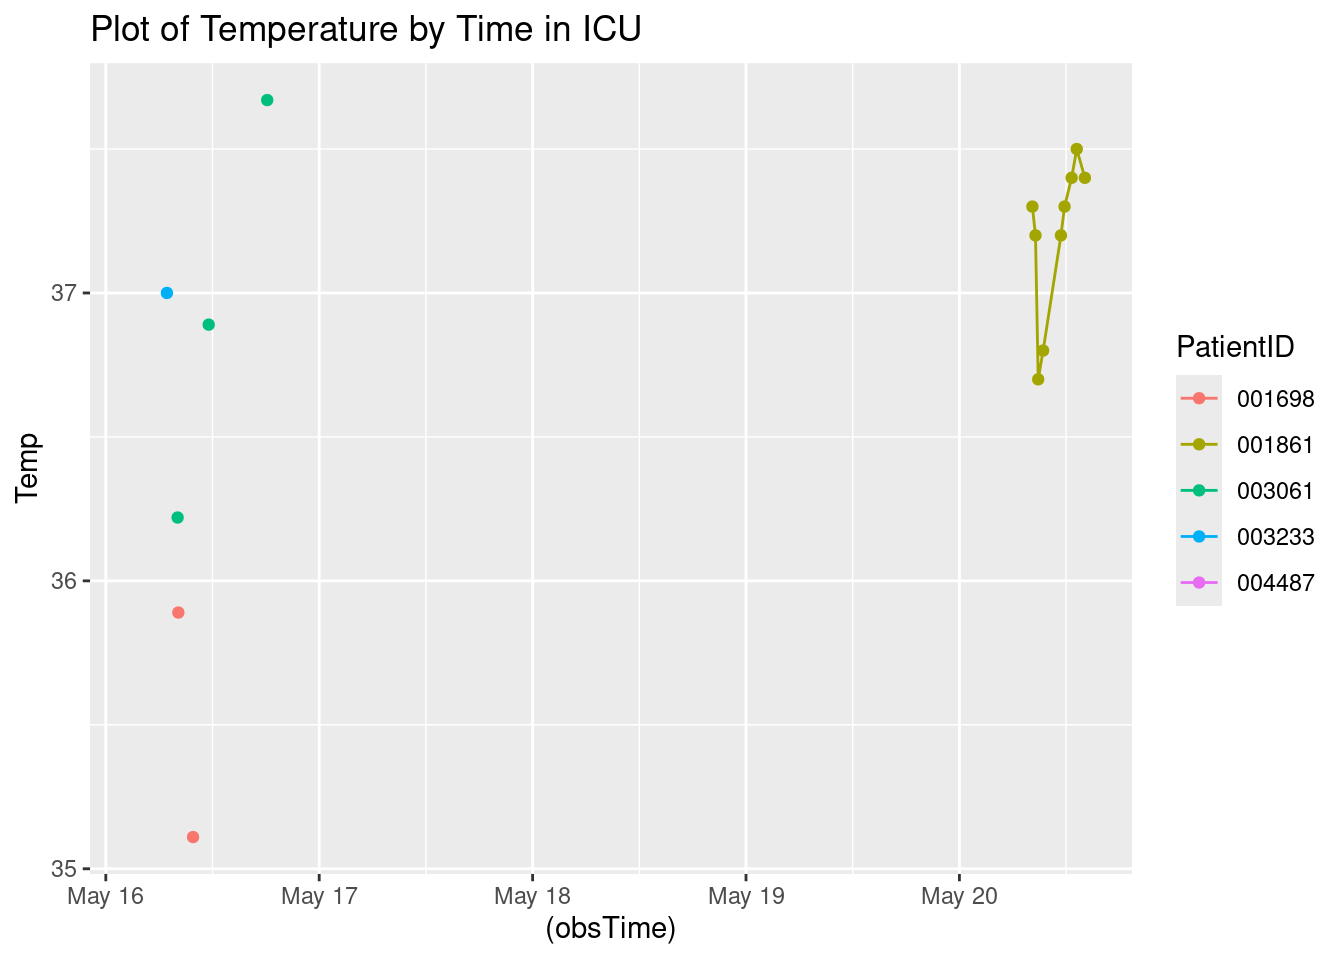 Plot of Temperature by Time in ICU
Temp
37
36
35
May 16
May 17
May 18
May 19
May 20
(obsTime)
PatientID
001698
001861
003061
003233
004487